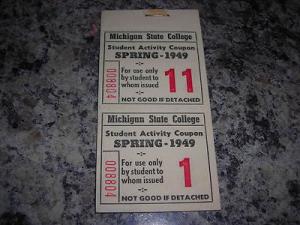 Michigan State College
Student Activity Coupon
SPRING-1949
-:-
For use only
by student to
whom issued
-:-
11
008804
NOT GOOD IF DETACHED
Michigan State College
Student Activity Coupon
SPRING-1949
-:-
For use only
by student to
whom issued
-:-
1
008804
NOT GOOD IF DETACHED